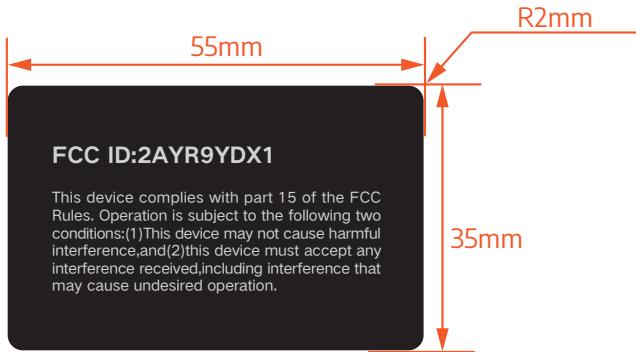 55mm
R2mm
FCC ID:2AYR9YDX1
This device complies with part 15 of the FCC
Rules. Operation is subject to the following two
conditions:(1)This device may not cause harmful
interference,and(2)this device must accept any
interference received,including interference that
may cause undesired operation.
35mm